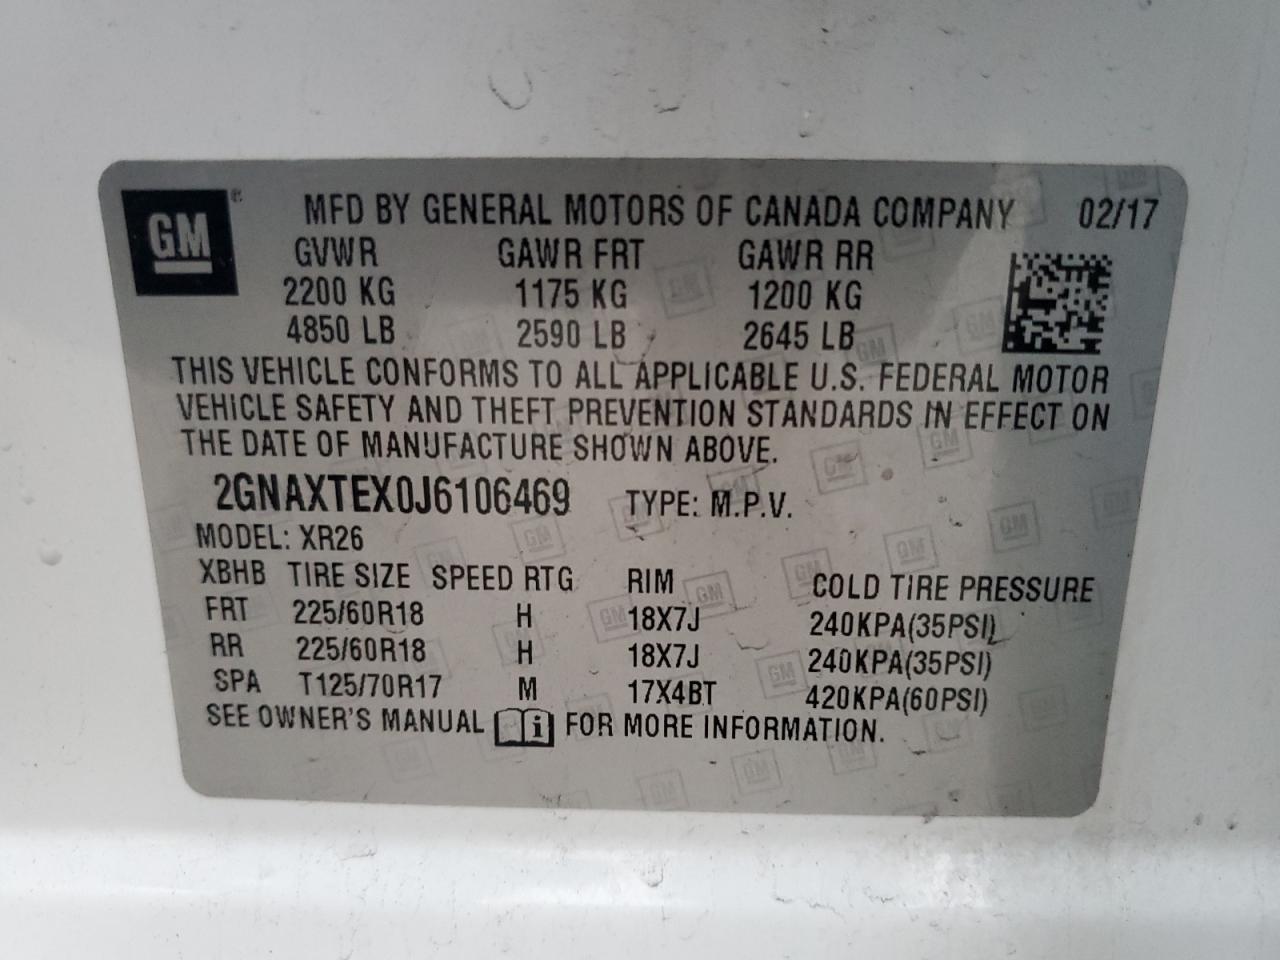 GM ® MFD BY GENERAL MOTORS OF CANADA COMPANY 02/17
GVWR GAWR FRT GAWR RR
2200 KG 1175 KG 1200 KG
4850 LB 2590 LB 2645 LB
THIS VEHICLE CONFORMS TO ALL APPLICABLE U.S. FEDERAL MOTOR
VEHICLE SAFETY AND THEFT PREVENTION STANDARDS IN EFFECT ON
THE DATE OF MANUFACTURE SHOWN ABOVE.
2GNAXTEX0J6106469 TYPE: M.P.V.
MODEL: XR26
XBHB TIRE SIZE SPEED RTG RIM COLD TIRE PRESSURE
FRT 225/60R18 H 18X7J 240KPA(35PSI)
RR 225/60R18 H 18X7J 240KPA(35PSI)
SPA T125/70R17 M 17X4BT 420KPA(60PSI)
SEE OWNER'S MANUAL i FOR MORE INFORMATION.